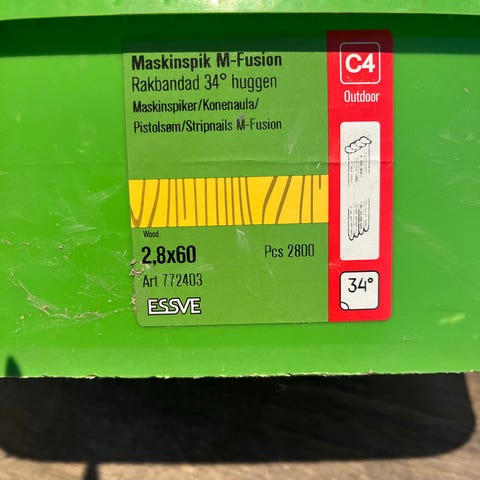 Maskinspik M-Fusion
Rakbandad 34° huggen
Maskinspiker/Konenaula/
Pistolsøm/Stripnails M-Fusion
C4
Outdoor
Wood
2,8x60
Pcs 2800
Art 772403
ESSVE
34°